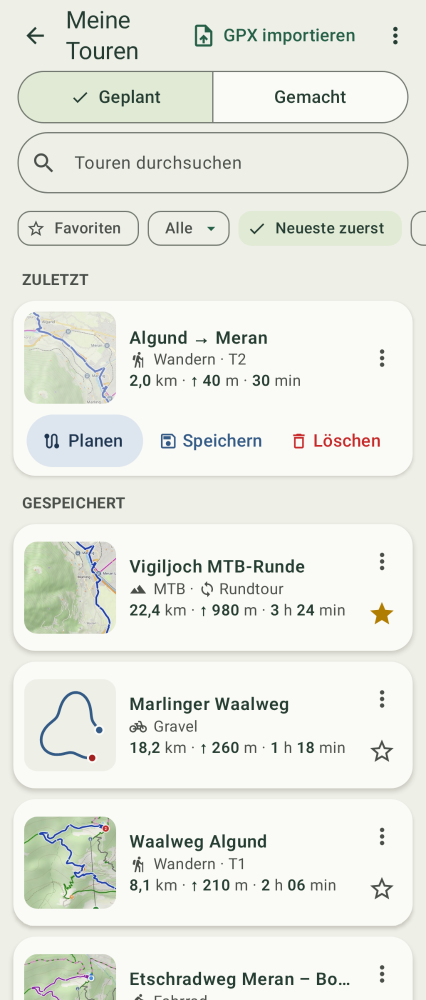 Meine
Touren
GPX importieren
Geplant
Gemacht
Touren durchsuchen
Favoriten
Alle
Neueste zuerst
ZULETZT
Algund → Meran
Wandern · T2
2,0 km · ↑ 40 m · 30 min
Planen
Speichern
Löschen
GESPEICHERT
Vigiljoch MTB-Runde
MTB · Rundtour
22,4 km · ↑ 980 m · 3 h 24 min
Marlinger Waalweg
Gravel
18,2 km · ↑ 260 m · 1 h 18 min
Waalweg Algund
Wandern · T1
8,1 km · ↑ 210 m · 2 h 06 min
Etschradweg Meran – Bo…
Fahrrad